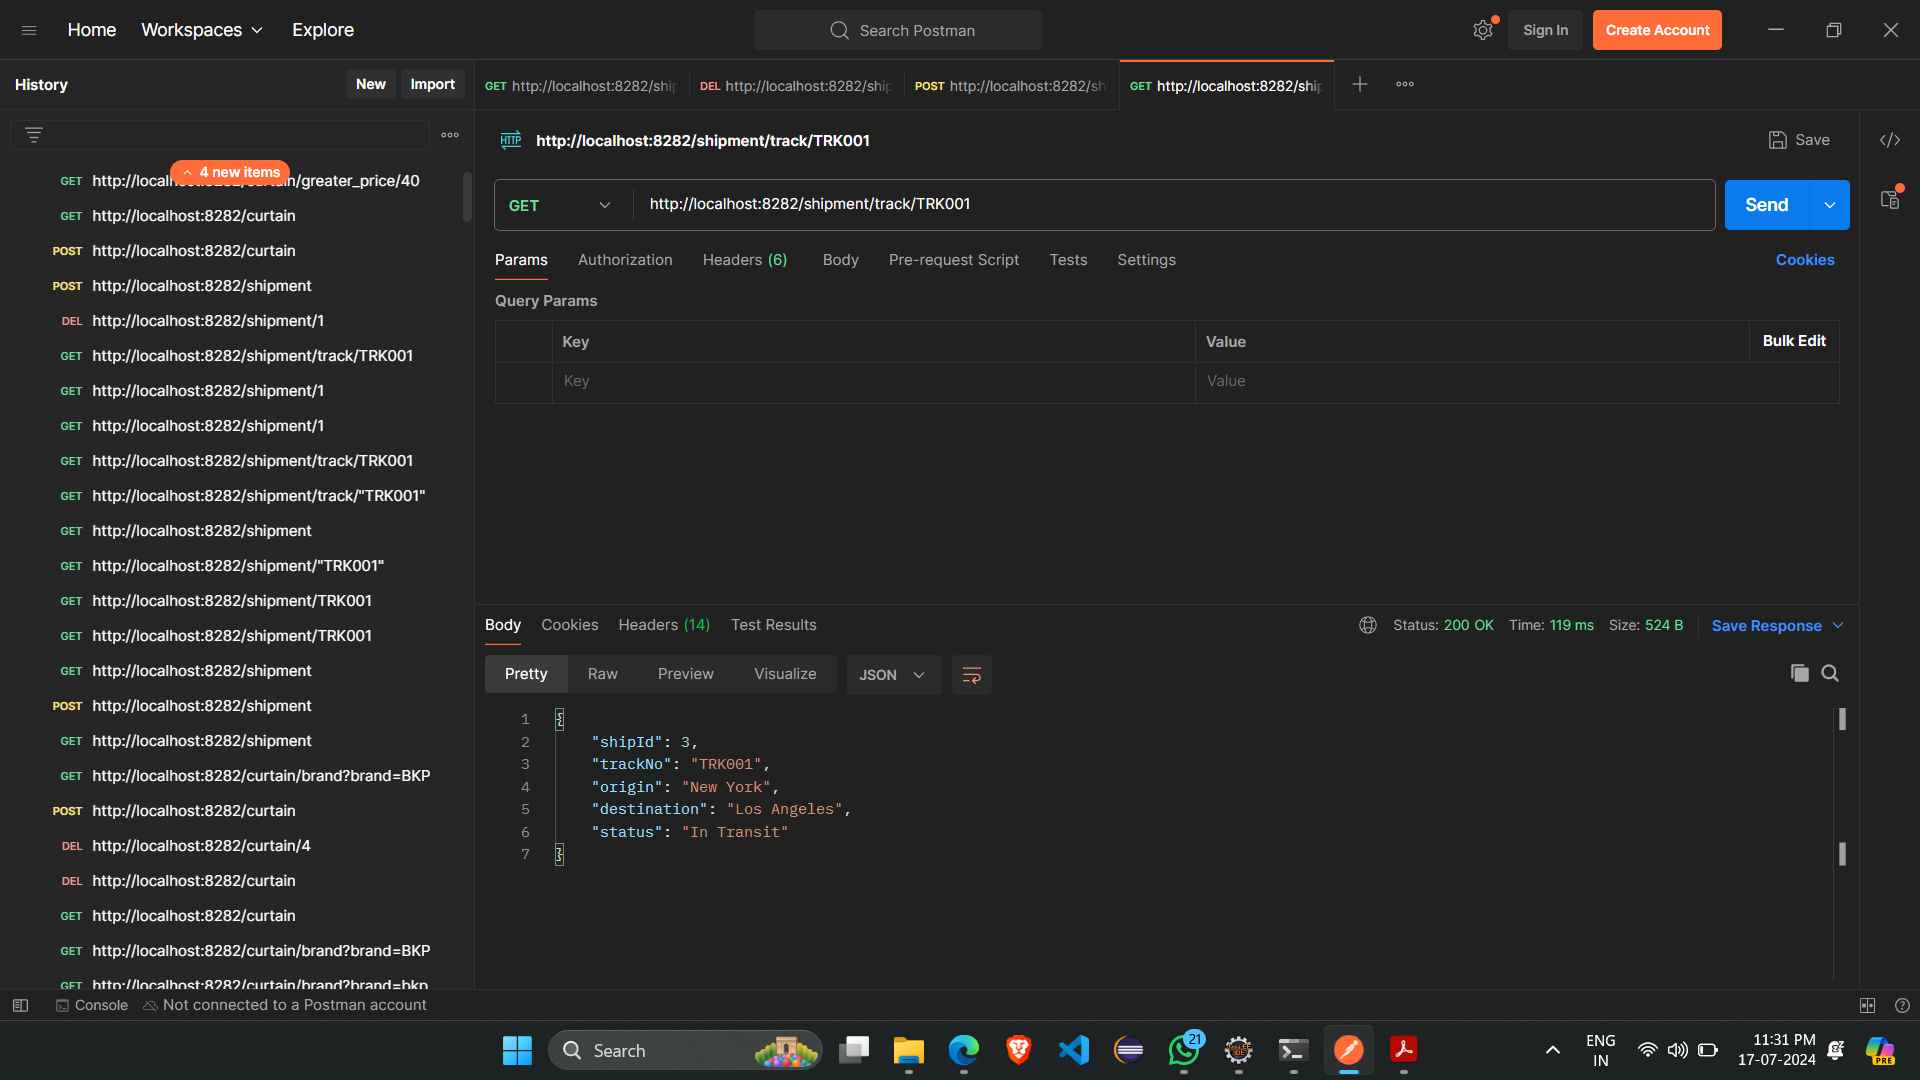 Home Workspaces Explore
Search Postman
Sign In Create Account
History New Import
GET http://localhost:8282/ship DEL http://localhost:8282/ship POST http://localhost:8282/sh GET http://localhost:8282/ship
4 new items
HTTP http://localhost:8282/shipment/track/TRK001 Save
GET http://localhost:8282/shipment/track/TRK001 Send
Params Authorization Headers (6) Body Pre-request Script Tests Settings Cookies
Query Params
Key Value Bulk Edit
Key Value
GET http://localhost:8282/curtain/greater_price/40
GET http://localhost:8282/curtain
POST http://localhost:8282/curtain
POST http://localhost:8282/shipment
DEL http://localhost:8282/shipment/1
GET http://localhost:8282/shipment/track/TRK001
GET http://localhost:8282/shipment/1
GET http://localhost:8282/shipment/1
GET http://localhost:8282/shipment/track/TRK001
GET http://localhost:8282/shipment/track/"TRK001"
GET http://localhost:8282/shipment
GET http://localhost:8282/shipment/"TRK001"
GET http://localhost:8282/shipment/TRK001
GET http://localhost:8282/shipment/TRK001
GET http://localhost:8282/shipment
POST http://localhost:8282/shipment
GET http://localhost:8282/shipment
GET http://localhost:8282/curtain/brand?brand=BKP
POST http://localhost:8282/curtain
DEL http://localhost:8282/curtain/4
DEL http://localhost:8282/curtain
GET http://localhost:8282/curtain
GET http://localhost:8282/curtain/brand?brand=BKP
GET http://localhost:8282/curtain/brand?brand=bkp
Body Cookies Headers (14) Test Results Status: 200 OK Time: 119 ms Size: 524 B Save Response
Pretty Raw Preview Visualize JSON
1 {
2 "shipId": 3,
3 "trackNo": "TRK001",
4 "origin": "New York",
5 "destination": "Los Angeles",
6 "status": "In Transit"
7 }
Console Not connected to a Postman account
Search
21
ENG
IN
11:31 PM
17-07-2024
PRE